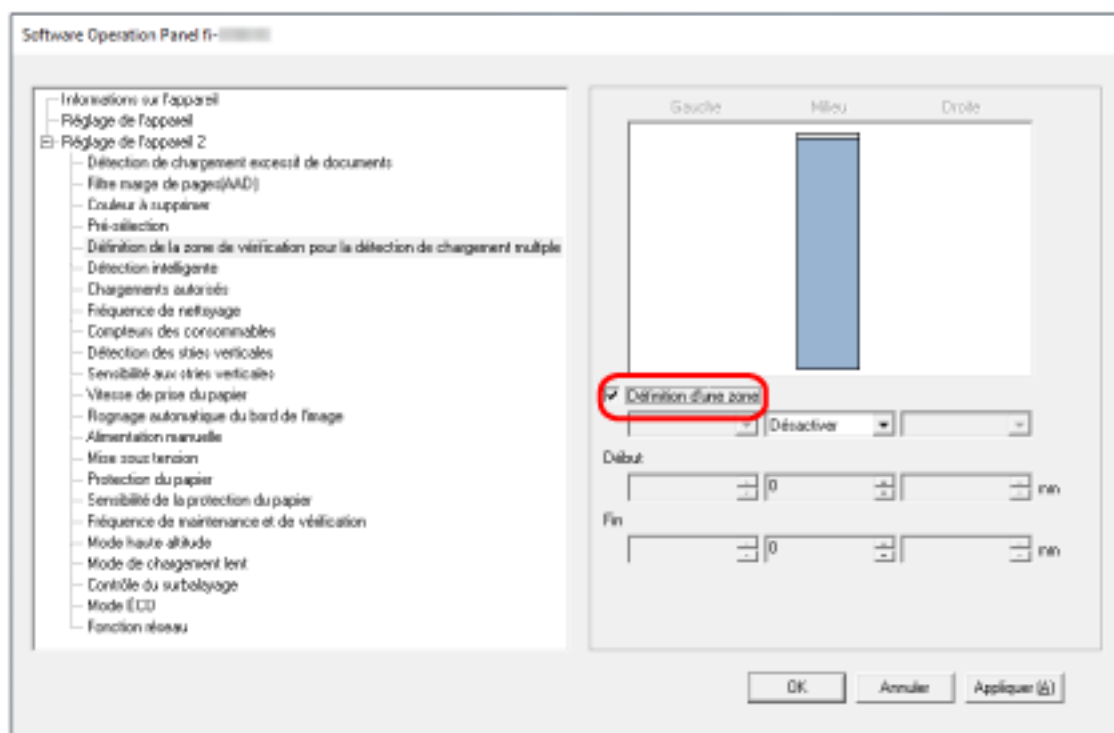 Software Operation Panel fi-
Informations sur l'appareil
Réglage de l'appareil
Réglage de l'appareil 2
Détection de chargement excessif de documents
Filtre marge de pages(AAD)
Couleur à supprimer
Pré-sélection
Définition de la zone de vérification pour la détection de chargement multiple
Détection intelligente
Chargements autorisés
Fréquence de nettoyage
Compteurs des consommables
Détection des stries verticales
Sensibilité aux stries verticales
Vitesse de prise du papier
Rognage automatique du bord de l'image
Alimentation manuelle
Mise sous tension
Protection du papier
Sensibilité de la protection du papier
Fréquence de maintenance et de vérification
Mode haute altitude
Mode de chargement lent
Contrôle du surbalayage
Mode ÉCO
Fonction réseau
Gauche Milieu Droite
Définition d'une zone
Désactiver
Début
0 mm
Fin
0 mm
OK Annuler Appliquer (A)